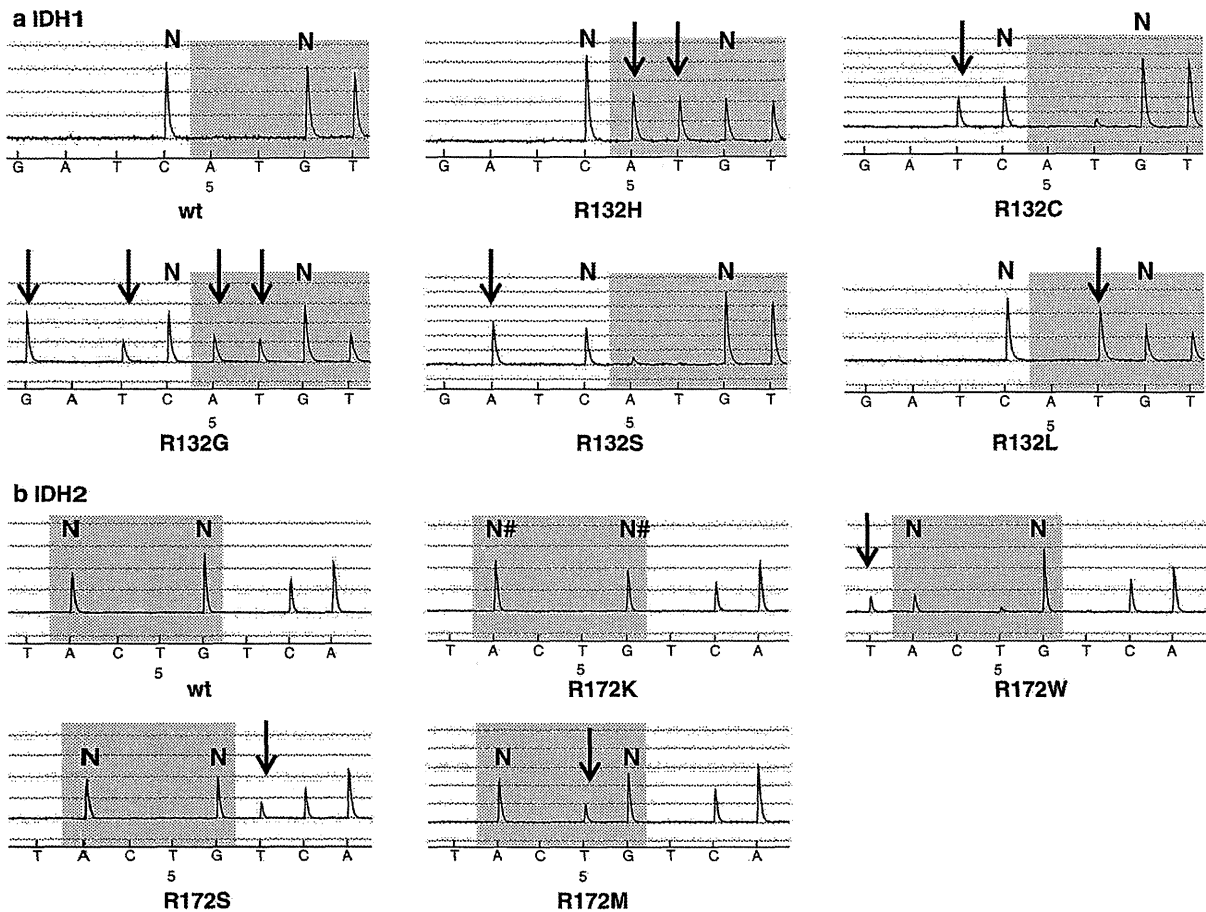 a IDH1
N N
G A T C A T G T
5
wt
N N
G A T C A T G T
5
R132H
N N
G A T C A T G T
5
R132C
N N
G A T C A T G T
5
R132G
N N
G A T C A T G T
5
R132S
N N
G A T C A T G T
5
R132L
b IDH2
N N
T A C T G T C A
5
wt
N# N#
T A C T G T C A
5
R172K
N N
T A C T G T C A
5
R172W
N N
T A C T G T C A
5
R172S
N N
T A C T G T C A
5
R172M